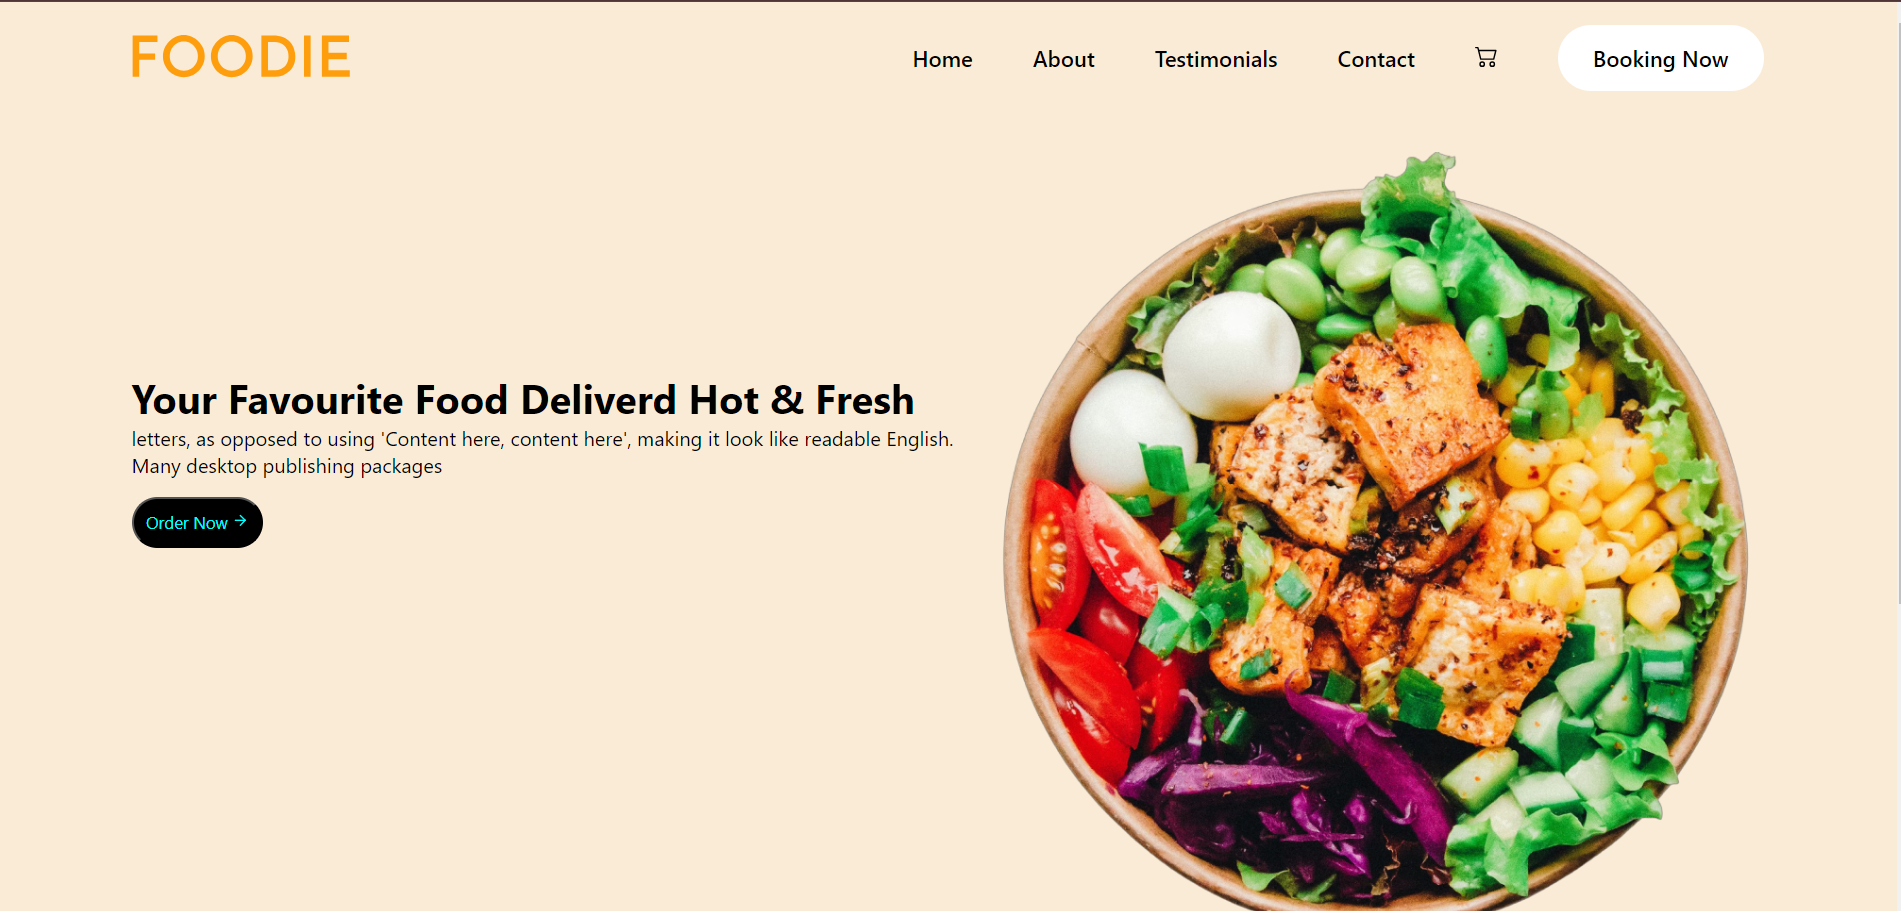 FOODIE
Home About Testimonials Contact Booking Now
Your Favourite Food Deliverd Hot & Fresh
letters, as opposed to using 'Content here, content here', making it look like readable English.
Many desktop publishing packages
Order Now